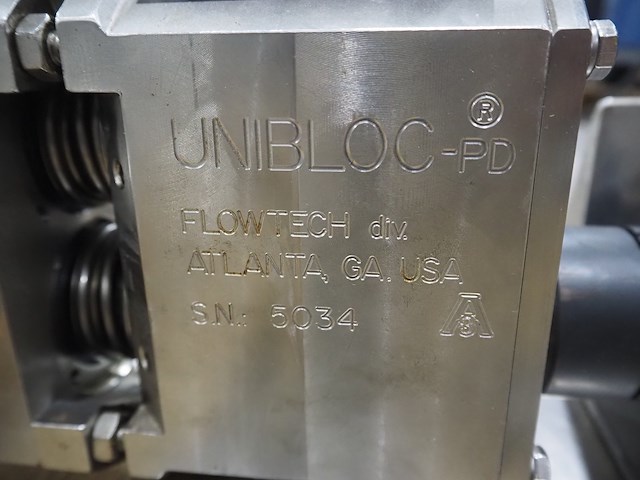 UNIBLOC-PD®
FLOWTECH div.
ATLANTA, GA. USA
S.N.: 5034